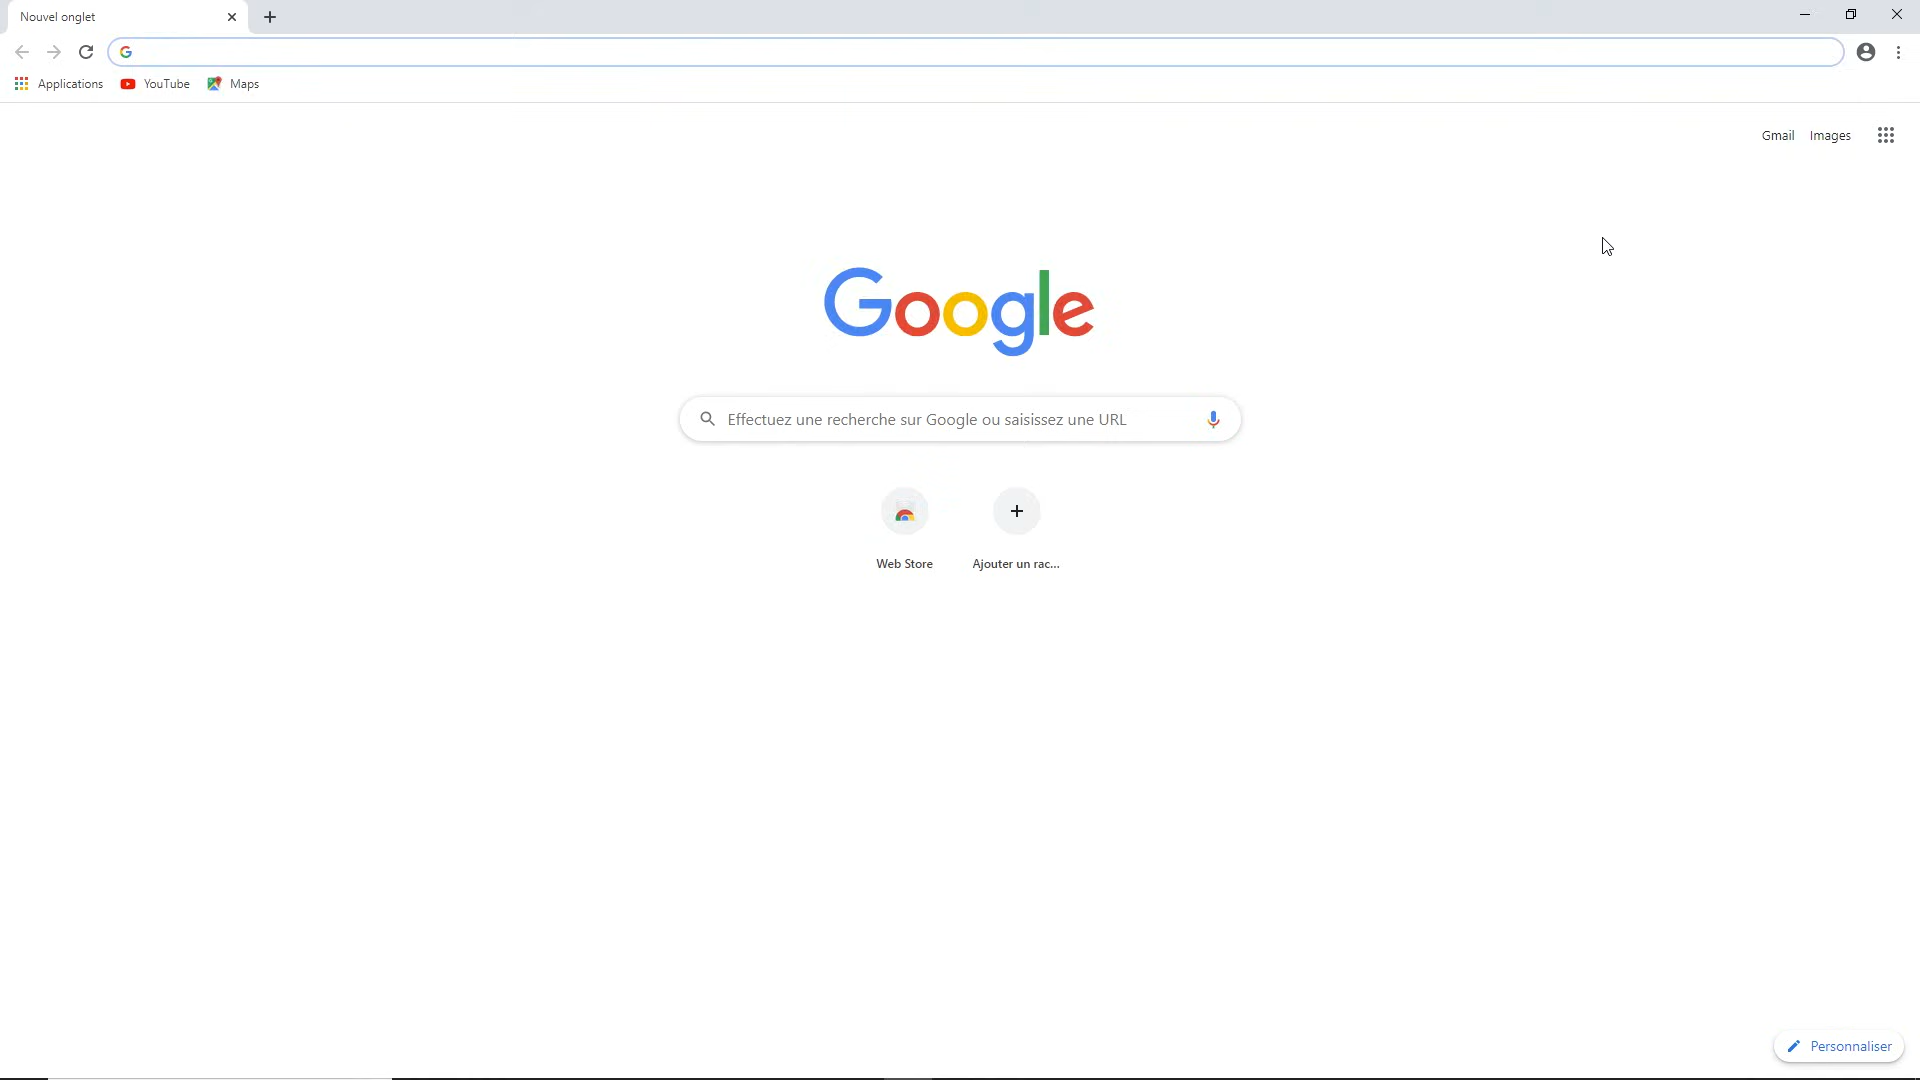 Nouvel onglet
Applications YouTube Maps
Gmail Images
Google
Effectuez une recherche sur Google ou saisissez une URL
Web Store Ajouter un rac...
Personnaliser